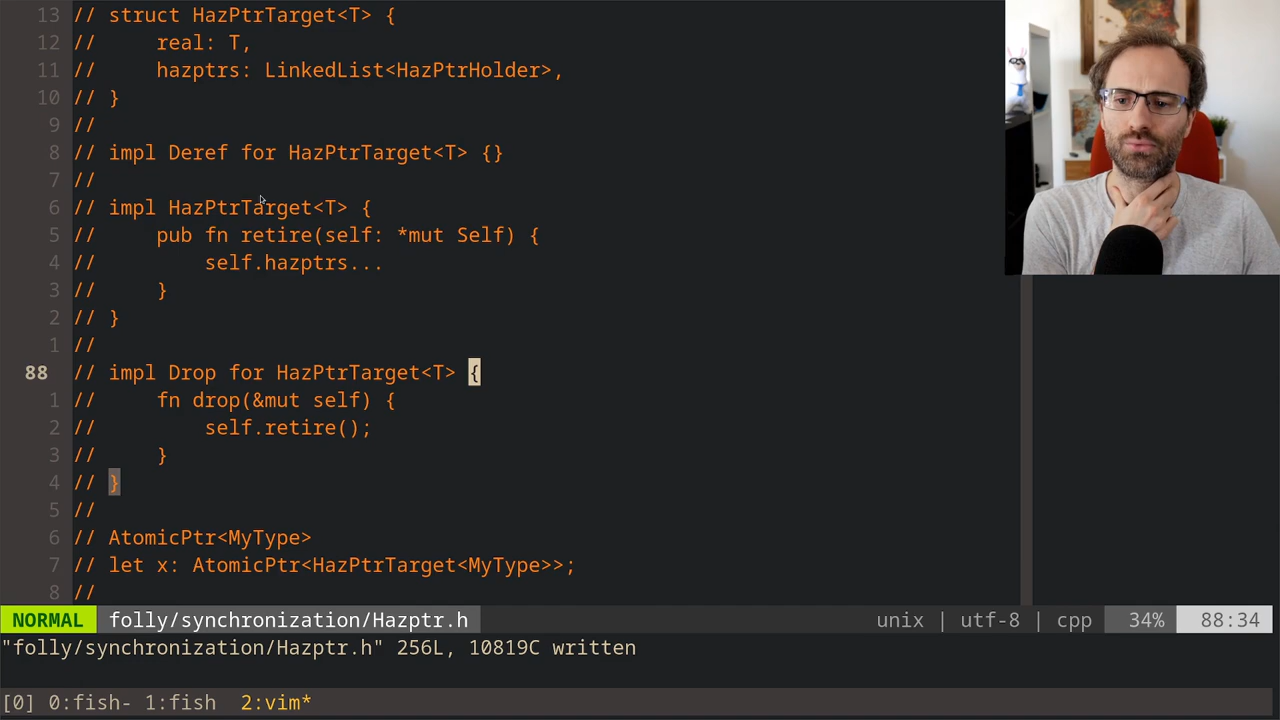 13 // struct HazPtrTarget<T> {
12 //     real: T,
11 //     hazptrs: LinkedList<HazPtrHolder>,
10 // }
9 //
8 // impl Deref for HazPtrTarget<T> {}
7 //
6 // impl HazPtrTarget<T> {
5 //     pub fn retire(self: *mut Self) {
4 //         self.hazptrs...
3 //     }
2 // }
1 //
88 // impl Drop for HazPtrTarget<T> {
1 //     fn drop(&mut self) {
2 //         self.retire();
3 //     }
4 // }
5 //
6 // AtomicPtr<MyType>
7 // let x: AtomicPtr<HazPtrTarget<MyType>>;
8 //
NORMAL folly/synchronization/Hazptr.h unix | utf-8 | cpp 34% 88:34
"folly/synchronization/Hazptr.h" 256L, 10819C written
[0] 0:fish- 1:fish 2:vim*